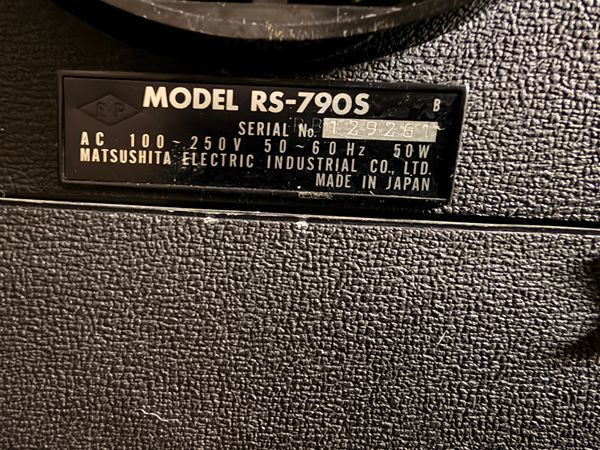 MODEL RS-790S
B
SERIAL No. 129261
AC 100~250V 50~60Hz 50W
MATSUSHITA ELECTRIC INDUSTRIAL CO., LTD.
MADE IN JAPAN